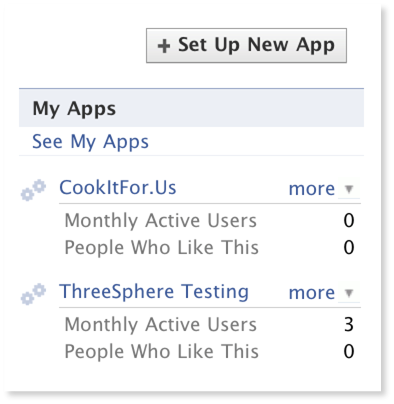 + Set Up New App
My Apps
See My Apps
CookItFor.Us more ▼
Monthly Active Users 0
People Who Like This 0
ThreeSphere Testing more ▼
Monthly Active Users 3
People Who Like This 0